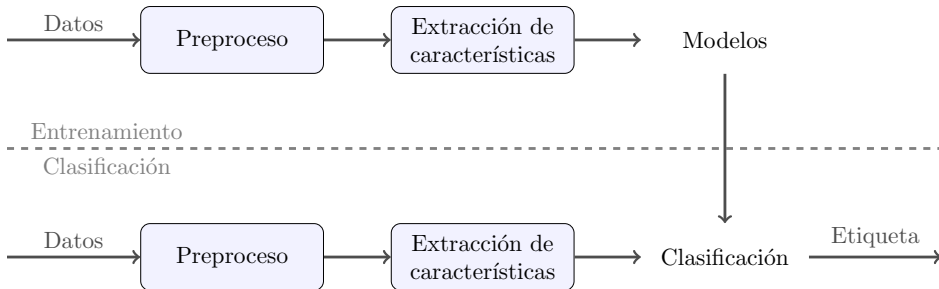 Datos
Preproceso
Extracción de
características
Modelos
Entrenamiento
Clasificación
Datos
Preproceso
Extracción de
características
Clasificación
Etiqueta